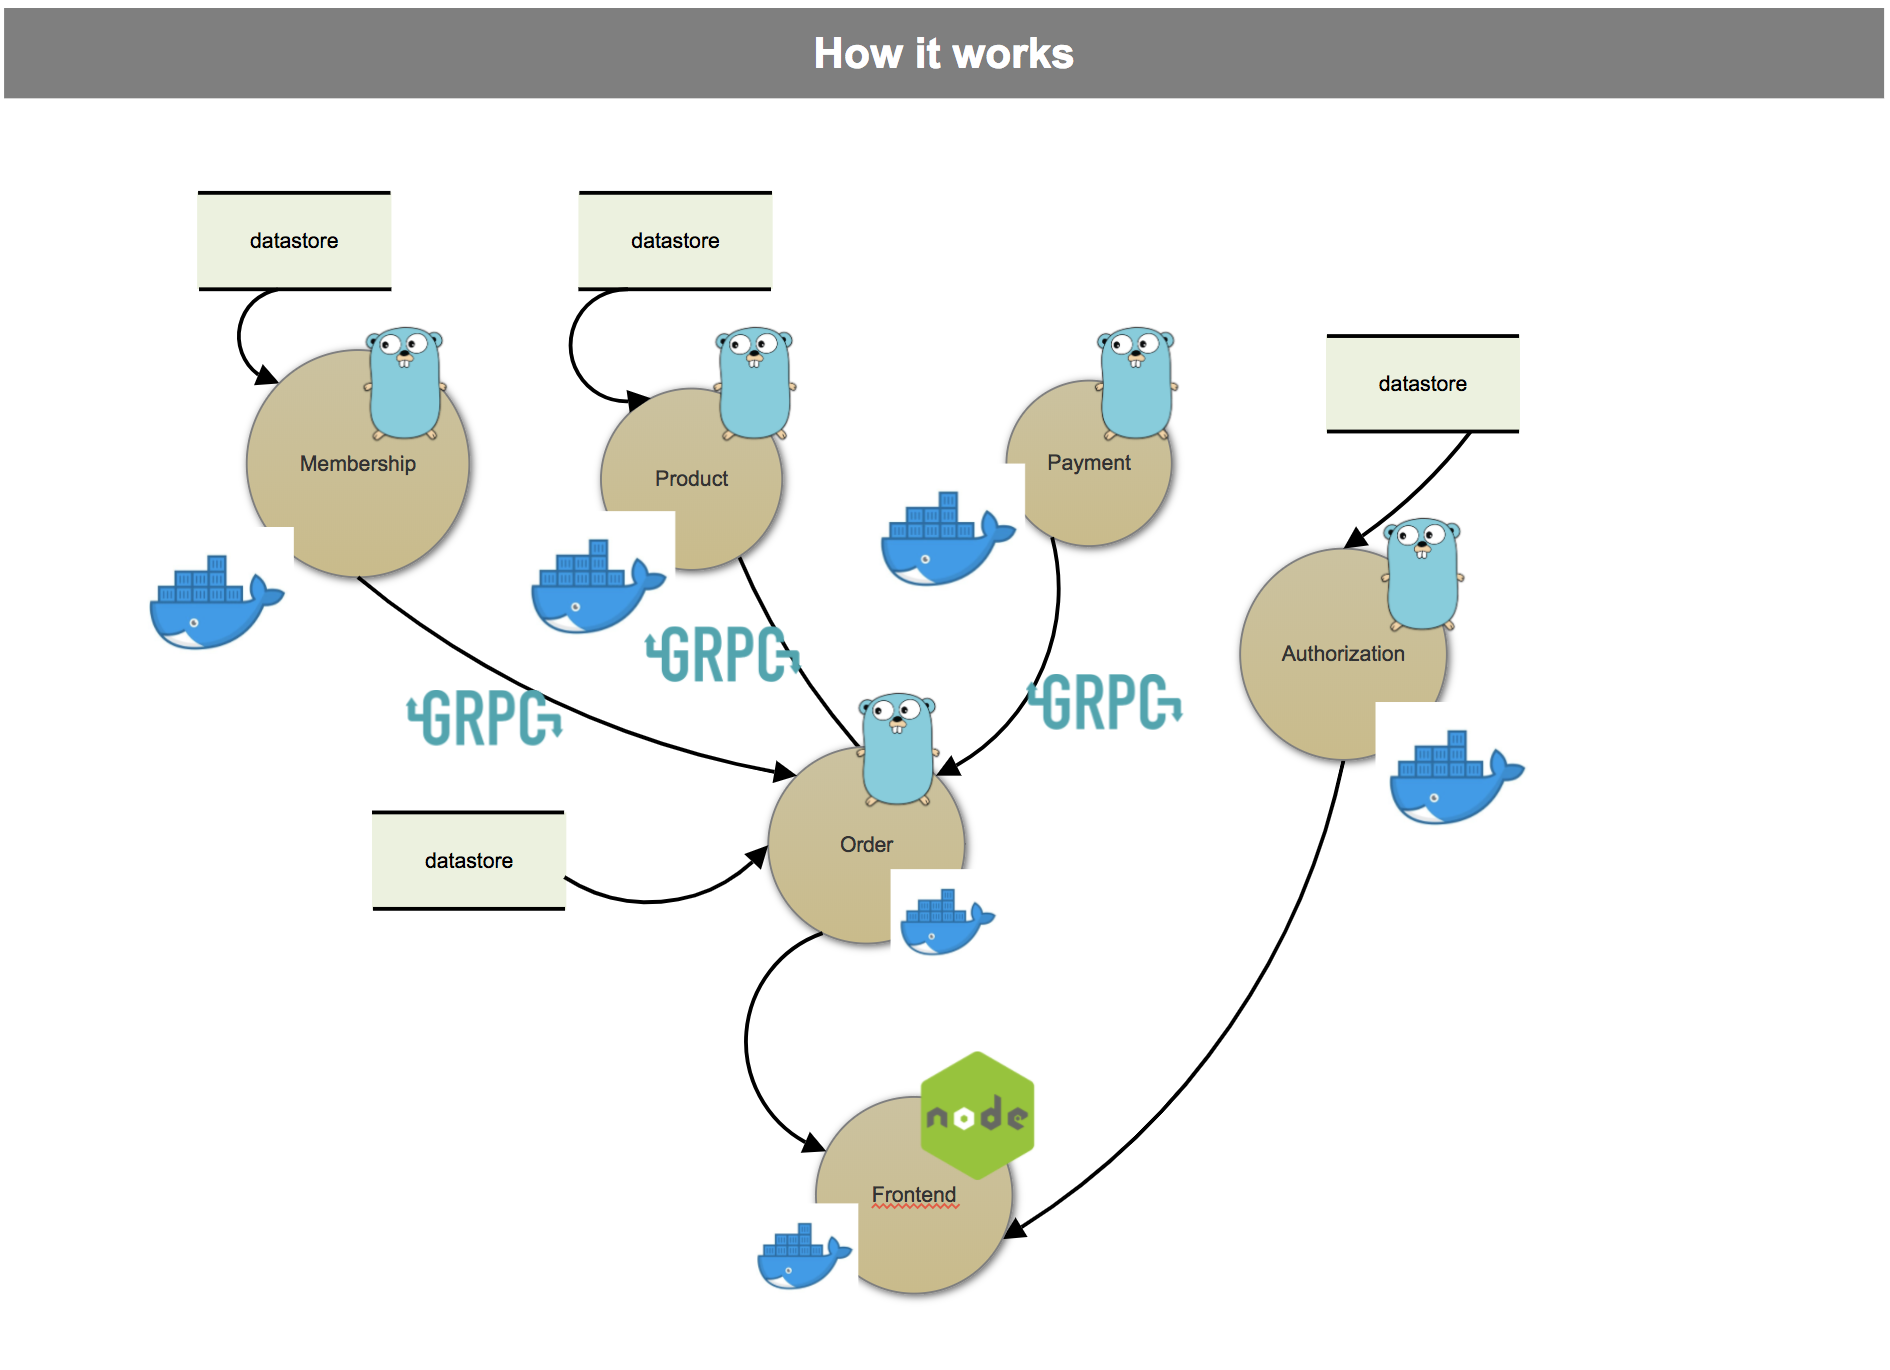 How it works
datastore
datastore
datastore
Membership
Product
Payment
Authorization
GRPC
GRPC
GRPC
Order
datastore
node
Frontend